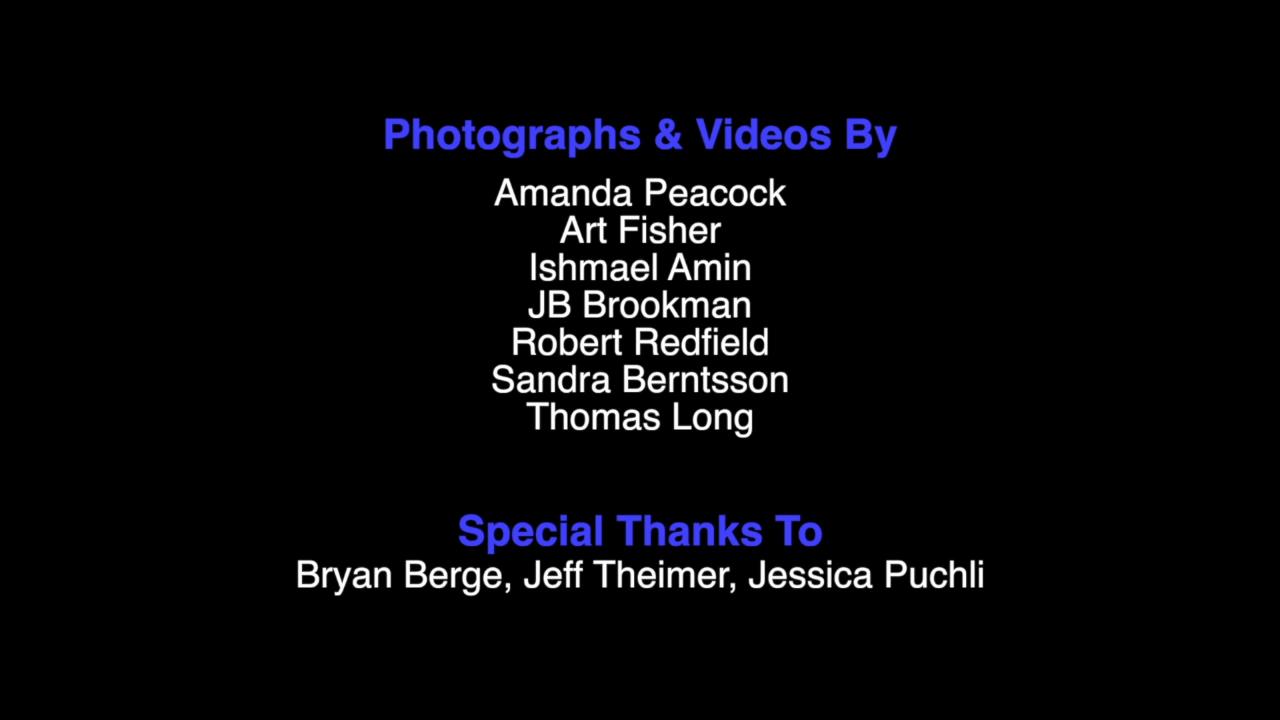 Photographs & Videos By
Amanda Peacock
Art Fisher
Ishmael Amin
JB Brookman
Robert Redfield
Sandra Berntsson
Thomas Long
Special Thanks To
Bryan Berge, Jeff Theimer, Jessica Puchli